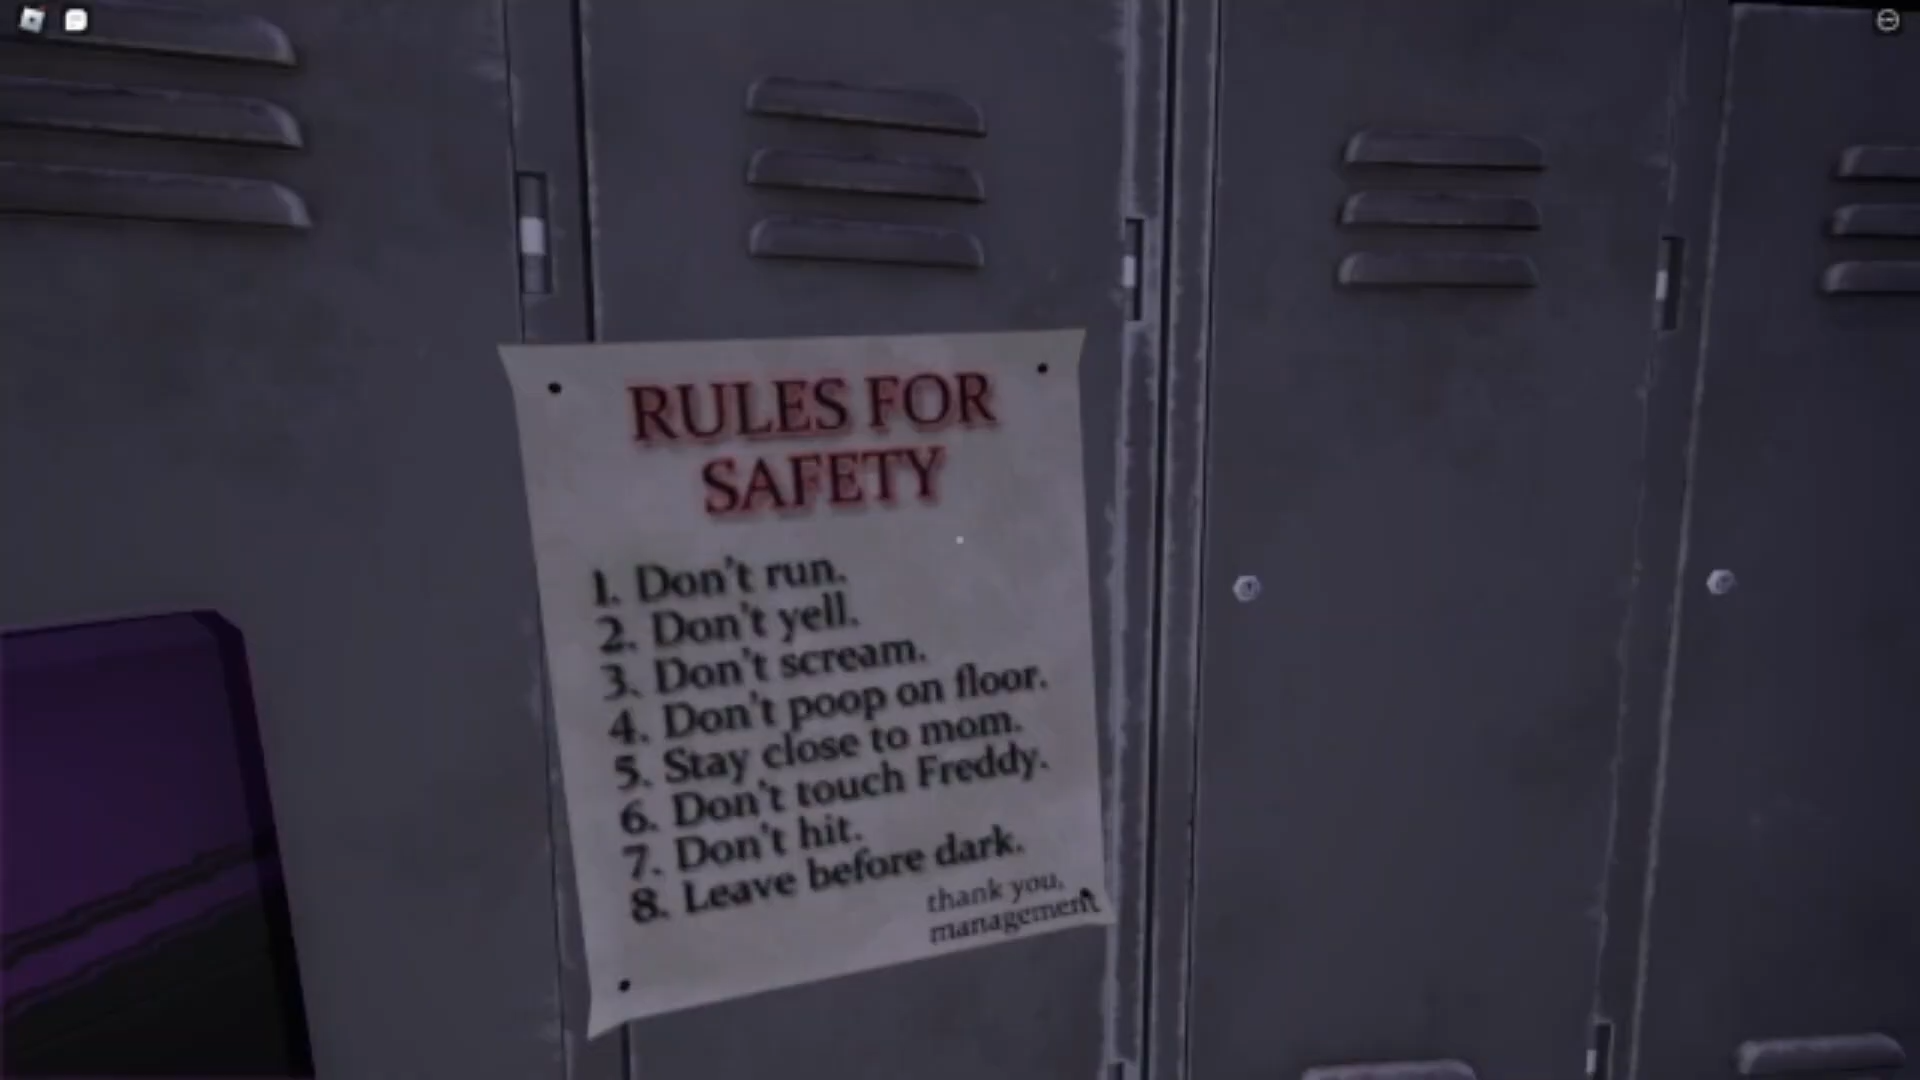 RULES FOR
SAFETY
1. Don't run.
2. Don't yell.
3. Don't scream.
4. Don't poop on floor.
5. Stay close to mom.
6. Don't touch Freddy.
7. Don't hit.
8. Leave before dark.
thank you,
management